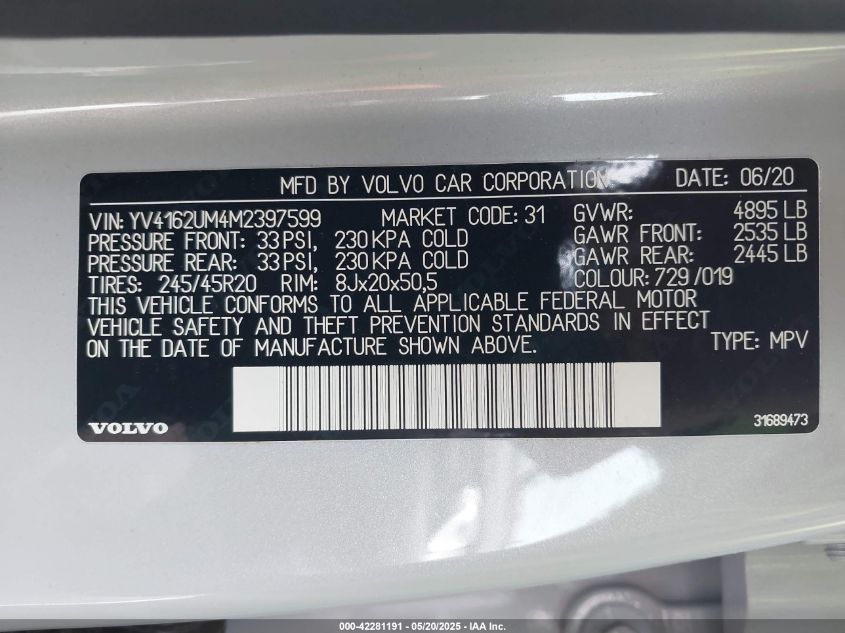 MFD BY VOLVO CAR CORPORATION DATE: 06/20
VIN: YV4162UM4M2397599 MARKET CODE: 31 GVWR: 4895 LB
PRESSURE FRONT: 33 PSI, 230 KPA COLD GAWR FRONT: 2535 LB
PRESSURE REAR: 33 PSI, 230 KPA COLD GAWR REAR: 2445 LB
TIRES: 245/45R20 RIM: 8Jx20x50,5 COLOUR: 729 /019
THIS VEHICLE CONFORMS TO ALL APPLICABLE FEDERAL MOTOR
VEHICLE SAFETY AND THEFT PREVENTION STANDARDS IN EFFECT
ON THE DATE OF MANUFACTURE SHOWN ABOVE. TYPE: MPV
VOLVO 31689473
000-42281191 - 05/20/2025 - IAA Inc.